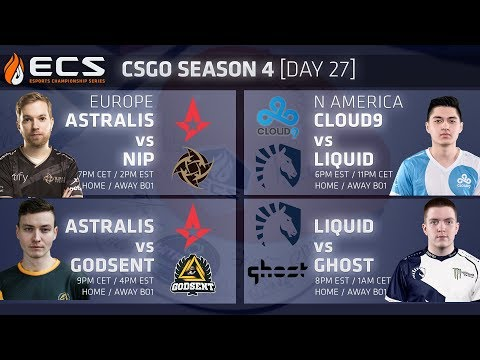 ECS
ESPORTS CHAMPIONSHIP SERIES
CSGO SEASON 4 [DAY 27]
EUROPE
ASTRALIS
vs
NIP
7PM CET / 2PM EST
HOME / AWAY BO1
N AMERICA
CLOUD9
vs
LIQUID
6PM EST / 11PM CET
HOME / AWAY BO1
CLOUD9
ASTRALIS
vs
GODSENT
9PM CET / 4PM EST
HOME / AWAY BO1
GODSENT
LIQUID
vs
GHOST
8PM EST / 1AM CET
HOME / AWAY BO1
ghost